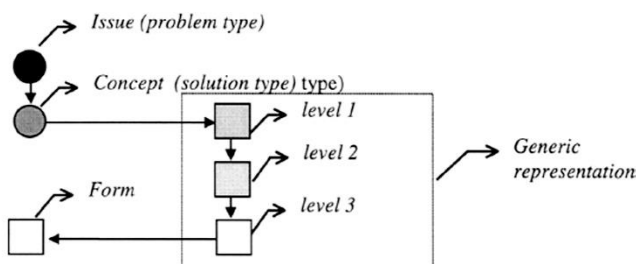 Issue (problem type)
Concept (solution type) type)
level 1
level 2
Generic
representation
Form
level 3